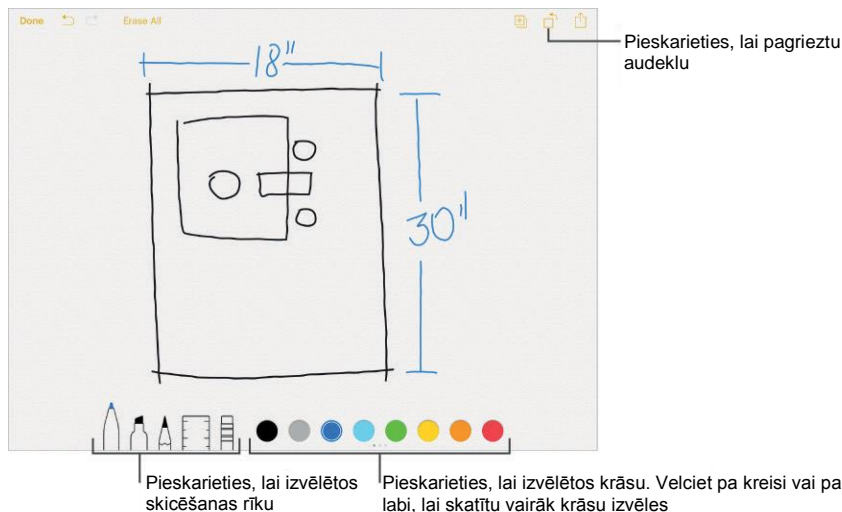 Done Erase All
Pieskarieties, lai pagrieztu
audeklu
18"
30"
Pieskarieties, lai izvēlētos
skicēšanas rīku
Pieskarieties, lai izvēlētos krāsu. Velciet pa kreisi vai pa
labi, lai skatītu vairāk krāsu izvēles